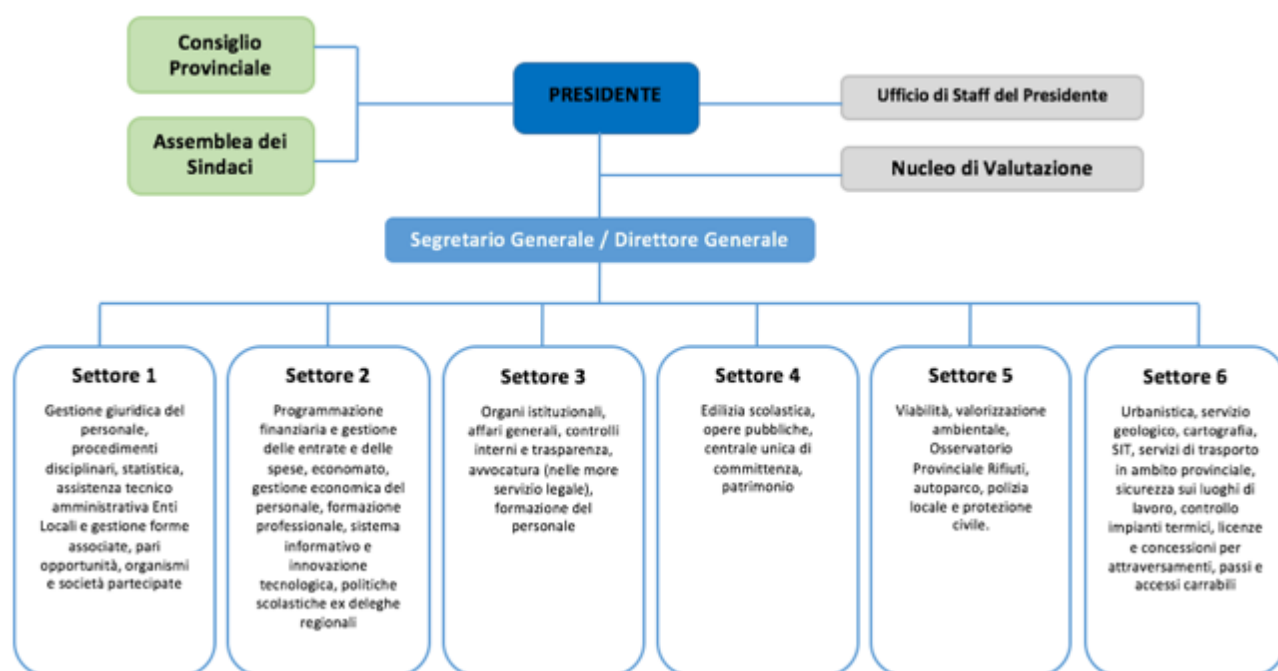 Consiglio
Provinciale
PRESIDENTE
Ufficio di Staff del Presidente
Assemblea dei
Sindaci
Nucleo di Valutazione
Segretario Generale / Direttore Generale
Settore 1
Gestione giuridica del
personale,
procedimenti
disciplinari, statistica,
assistenza tecnico
amministrativa Enti
Locali e gestione forme
associate, pari
opportunità, organismi
e società partecipate
Settore 2
Programmazione
finanziaria e gestione
delle entrate e delle
spese, economato,
gestione economica del
personale, formazione
professionale, sistema
informativo e
innovazione
tecnologica, politiche
scolastiche ex deleghe
regionali
Settore 3
Organi istituzionali,
affari generali, controlli
interni e trasparenza,
avvocatura (nelle more
servizio legale),
formazione del
personale
Settore 4
Edilizia scolastica,
opere pubbliche,
centrale unica di
committenza,
patrimonio
Settore 5
Viabilità, valorizzazione
ambientale,
Osservatorio
Provinciale Rifiuti,
autoparco, polizia
locale e protezione
civile.
Settore 6
Urbanistica, servizio
geologico, cartografia,
SIT, servizi di trasporto
in ambito provinciale,
sicurezza sui luoghi di
lavoro, controllo
impianti termici, licenze
e concessioni per
attraversamenti, passi e
accessi carrabili